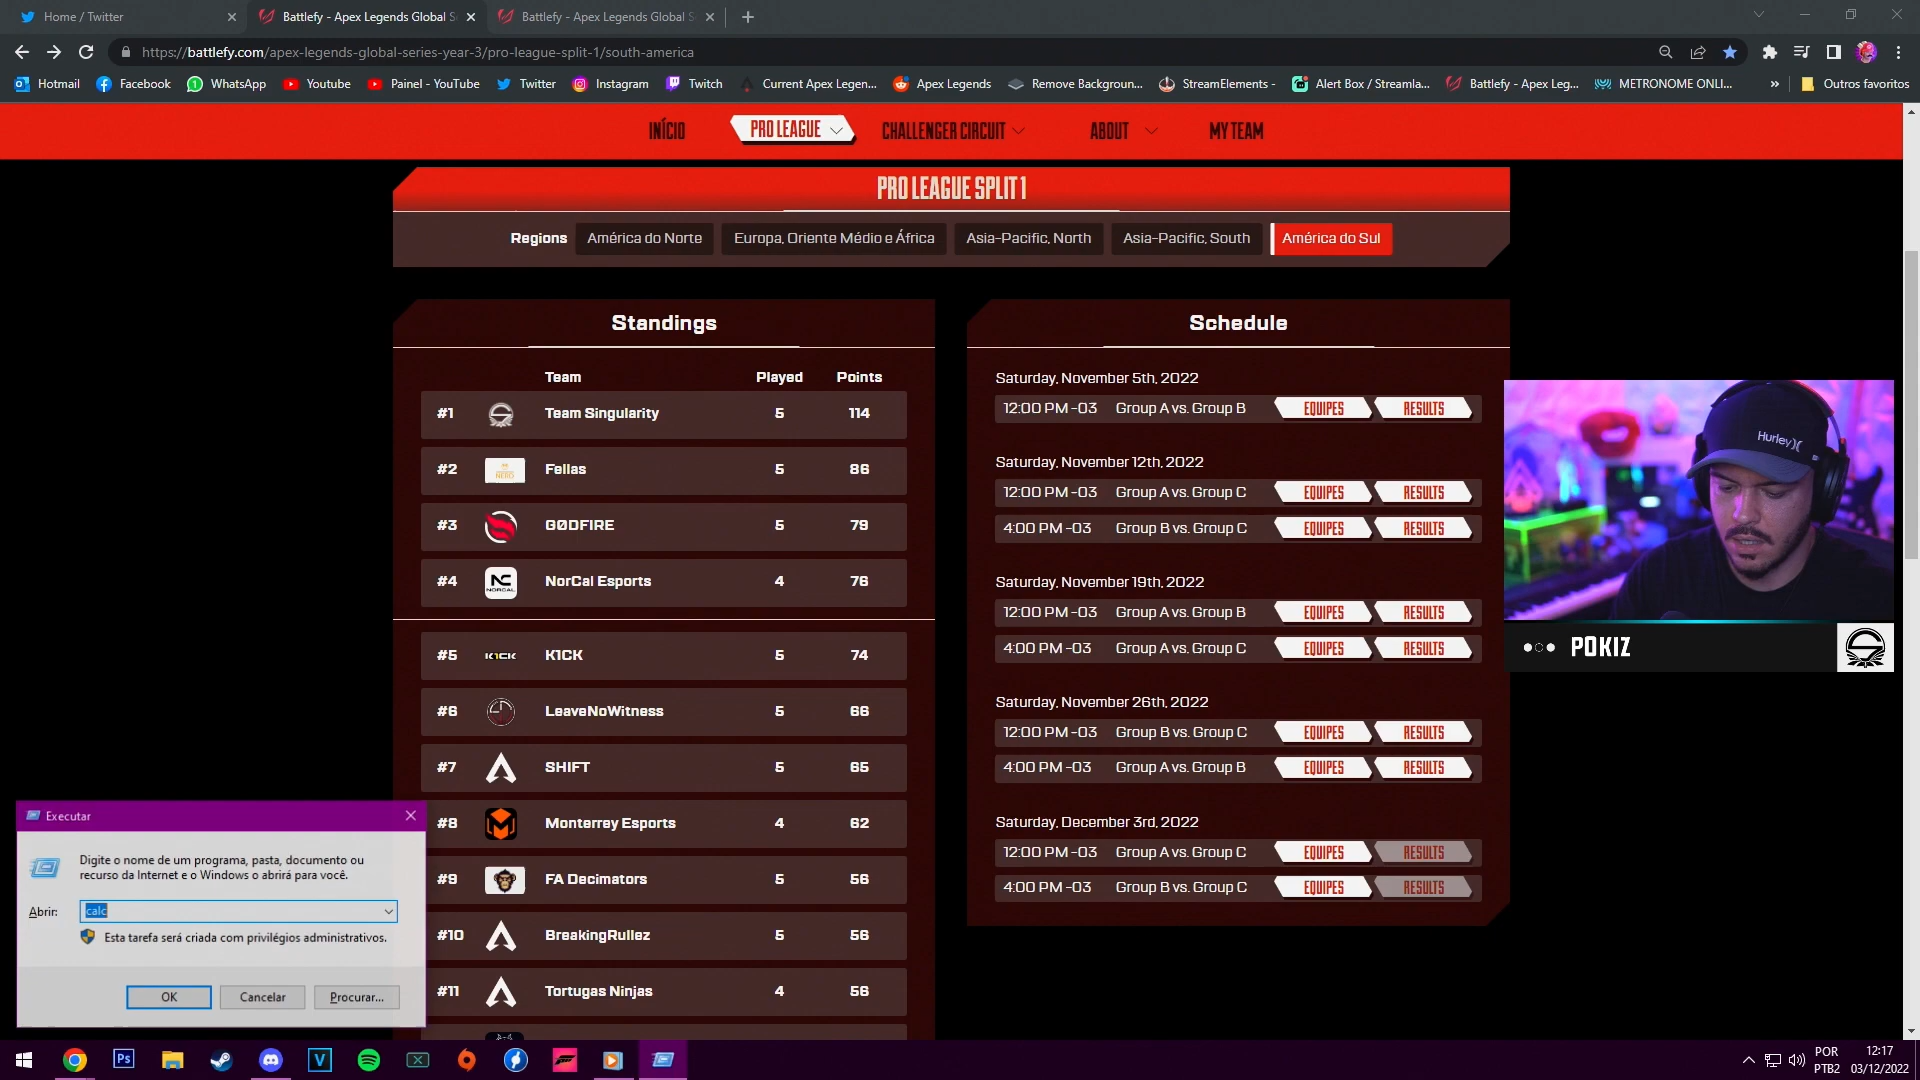 Home / Twitter
Battlefy - Apex Legends Global S
Battlefy - Apex Legends Global S
https://battlefy.com/apex-legends-global-series-year-3/pro-league-split-1/south-america
Hotmail
Facebook
WhatsApp
Youtube
Painel - YouTube
Twitter
Instagram
Twitch
Current Apex Legen...
Apex Legends
Remove Backgroun...
StreamElements -
Alert Box / Streamla...
Battlefy - Apex Leg...
METRONOME ONLI...
»
Outros favoritos
INÍCIO
PRO LEAGUE
CHALLENGER CIRCUIT
ABOUT
MY TEAM
PRO LEAGUE SPLIT 1
Regions
América do Norte
Europa, Oriente Médio e África
Asia-Pacific, North
Asia-Pacific, South
América do Sul
Standings
Team Played Points
#1 Team Singularity 5 114
#2 Fellas 5 86
#3 GØDFIRE 5 79
#4 NC NORCAL NorCal Esports 4 76
#5 K1CK K1CK 5 74
#6 LeaveNoWitness 5 66
#7 SHIFT 5 65
#8 Monterrey Esports 4 62
#9 FA Decimators 5 56
#10 BreakingRullez 5 56
#11 Tortugas Ninjas 4 56
Schedule
Saturday, November 5th, 2022
12:00 PM -03 Group A vs. Group B EQUIPES RESULTS
Saturday, November 12th, 2022
12:00 PM -03 Group A vs. Group C EQUIPES RESULTS
4:00 PM -03 Group B vs. Group C EQUIPES RESULTS
Saturday, November 19th, 2022
12:00 PM -03 Group A vs. Group B EQUIPES RESULTS
4:00 PM -03 Group A vs. Group C EQUIPES RESULTS
Saturday, November 26th, 2022
12:00 PM -03 Group B vs. Group C EQUIPES RESULTS
4:00 PM -03 Group A vs. Group B EQUIPES RESULTS
Saturday, December 3rd, 2022
12:00 PM -03 Group A vs. Group C EQUIPES RESULTS
4:00 PM -03 Group B vs. Group C EQUIPES RESULTS
Hurley
POKIZ
Executar
Digite o nome de um programa, pasta, documento ou
recurso da Internet e o Windows o abrirá para você.
Abrir: calc
Esta tarefa será criada com privilégios administrativos.
OK
Cancelar
Procurar...
Ps
V
POR
PTB2
12:17
03/12/2022